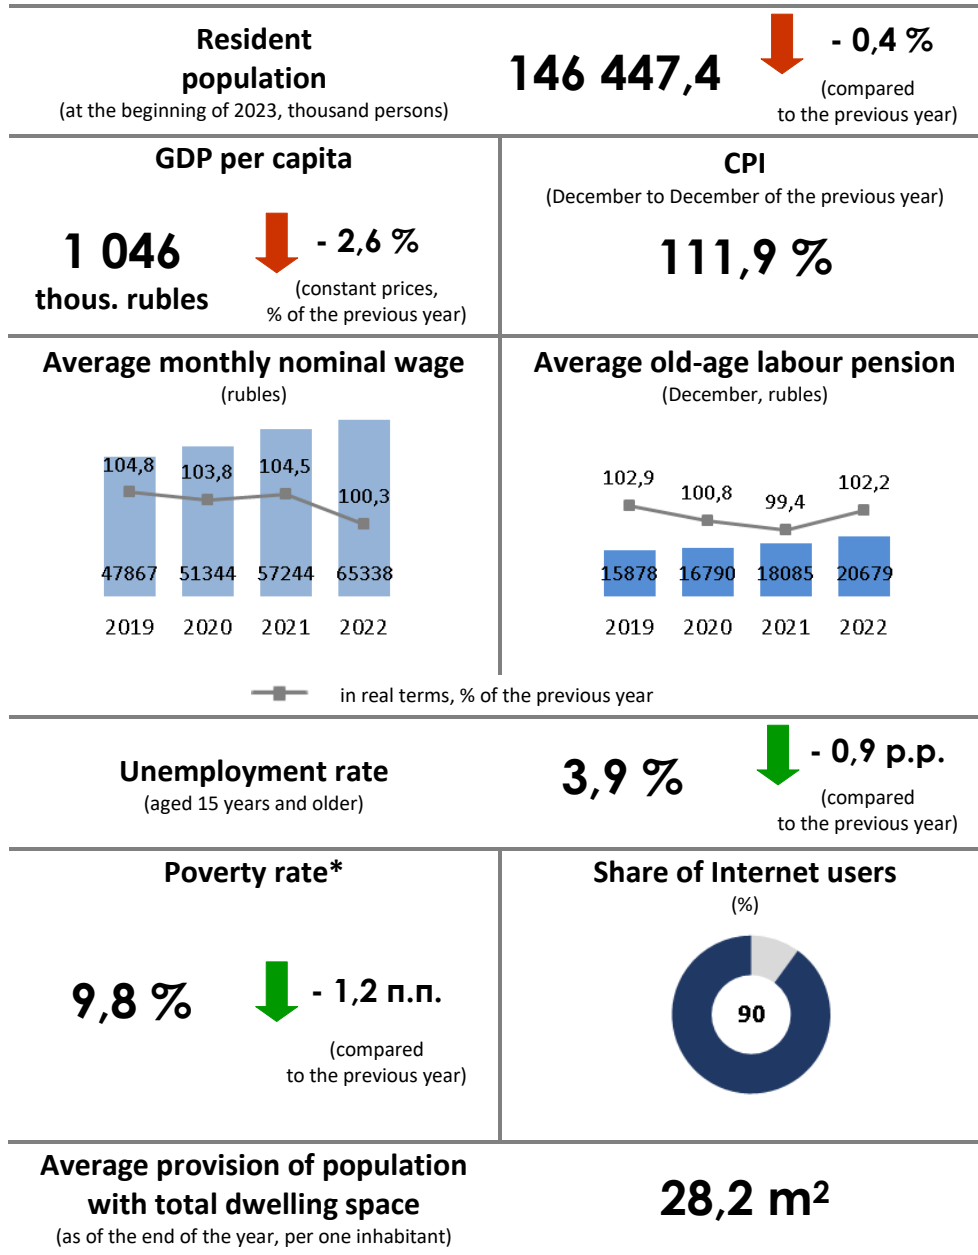 Resident
population
(at the beginning of 2023, thousand persons)
146 447,4
- 0,4 %
(compared
to the previous year)
GDP per capita
1 046
thous. rubles
- 2,6 %
(constant prices,
% of the previous year)
CPI
(December to December of the previous year)
111,9 %
Average monthly nominal wage
(rubles)
104,8 103,8 104,5 100,3
47867 51344 57244 65338
2019 2020 2021 2022
Average old-age labour pension
(December, rubles)
102,9 100,8 99,4 102,2
15878 16790 18085 20679
2019 2020 2021 2022
in real terms, % of the previous year
Unemployment rate
(aged 15 years and older)
3,9 %
- 0,9 p.p.
(compared
to the previous year)
Poverty rate*
9,8 %
- 1,2 п.п.
(compared
to the previous year)
Share of Internet users
(%)
90
Average provision of population
with total dwelling space
(as of the end of the year, per one inhabitant)
28,2 m²